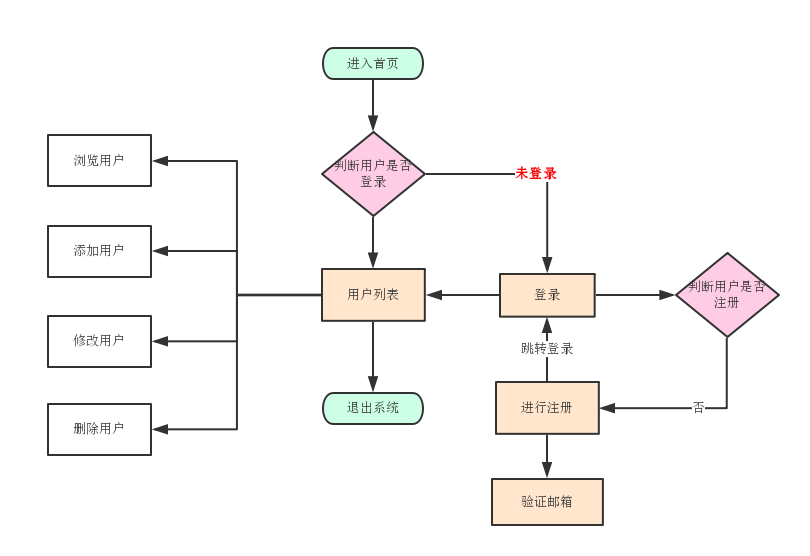 进入首页
判断用户是否
登录
未登录
浏览用户
添加用户
修改用户
删除用户
用户列表
登录
判断用户是否
注册
跳转登录
退出系统
进行注册
否
验证邮箱